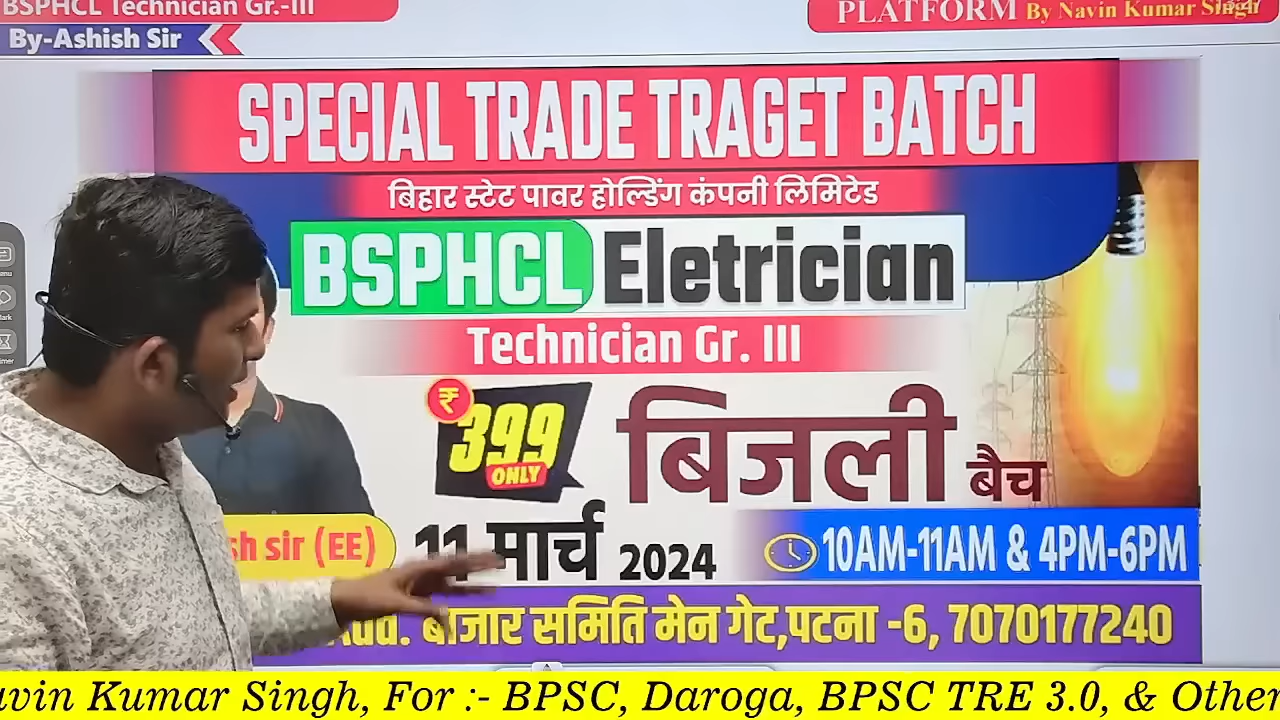 BSPHCL Technician Gr.-III
PLATFORM By Navin Kumar Singh
By-Ashish Sir
SPECIAL TRADE TRAGET BATCH
बिहार स्टेट पावर होल्डिंग कंपनी लिमिटेड
BSPHCL Eletrician
Technician Gr. III
₹ 399 ONLY
बिजली बैच
sir (EE)
11 मार्च 2024
10AM-11AM & 4PM-6PM
बाजार समिति मेन गेट,पटना -6, 7070177240
Kumar Singh, For :- BPSC, Daroga, BPSC TRE 3.0, & Other